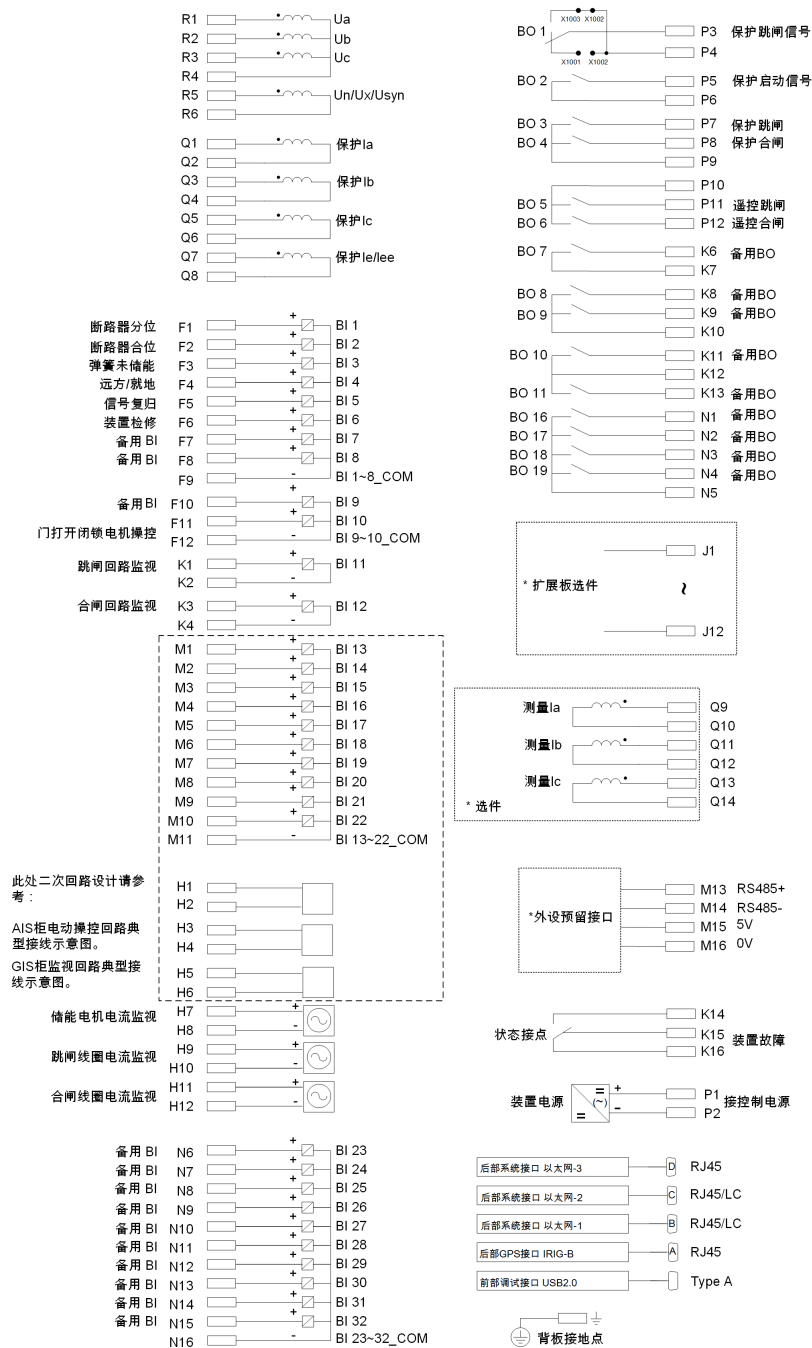 R1 Ua
R2 Ub
R3 Uc
R4
R5 Un/Ux/Usyn
R6
Q1 保护Ia
Q2
Q3 保护Ib
Q4
Q5 保护Ic
Q6
Q7 保护Ie/Iee
Q8
断路器分位 F1 + BI 1
断路器合位 F2 + BI 2
弹簧未储能 F3 + BI 3
远方/就地 F4 + BI 4
信号复归 F5 + BI 5
装置检修 F6 + BI 6
备用 BI F7 + BI 7
备用 BI F8 + BI 8
F9 - BI 1~8_COM
备用BI F10 + BI 9
F11 + BI 10
门打开闭锁电机操控 F12 - BI 9~10_COM
跳闸回路监视 K1 + BI 11
K2 -
合闸回路监视 K3 + BI 12
K4 -
M1 + BI 13
M2 + BI 14
M3 + BI 15
M4 + BI 16
M5 + BI 17
M6 + BI 18
M7 + BI 19
M8 + BI 20
M9 BI 21
M10 + BI 22
M11 - BI 13~22_COM
此处二次回路设计请参
考：
AIS柜电动操控回路典
型接线示意图。
GIS柜监视回路典型接
线示意图。
H1
H2
H3
H4
H5
H6
储能电机电流监视 H7 +
H8 -
跳闸线圈电流监视 H9 +
H10 -
合闸线圈电流监视 H11 +
H12 -
备用 BI N6 + BI 23
备用 BI N7 + BI 24
备用 BI N8 + BI 25
备用 BI N9 + BI 26
备用 BI N10 + BI 27
备用 BI N11 + BI 28
备用 BI N12 + BI 29
备用 BI N13 + BI 30
备用 BI N14 + BI 31
备用 BI N15 + BI 32
N16 - BI 23~32_COM
X1003 X1002
BO 1 P3 保护跳闸信号
P4
X1001 X1002
BO 2 P5 保护启动信号
P6
BO 3 P7 保护跳闸
BO 4 P8 保护合闸
P9
P10
BO 5 P11 遥控跳闸
BO 6 P12 遥控合闸
BO 7 K6 备用BO
K7
BO 8 K8 备用BO
BO 9 K9 备用BO
K10
BO 10 K11 备用BO
K12
BO 11 K13 备用BO
BO 16 N1 备用BO
BO 17 N2 备用BO
BO 18 N3 备用BO
BO 19 N4 备用BO
N5
J1
* 扩展板选件 ~
J12
测量Ia Q9
Q10
测量Ib Q11
Q12
测量Ic Q13
* 选件 Q14
M13 RS485+
*外设预留接口 M14 RS485-
M15 5V
M16 0V
K14
状态接点 K15 装置故障
K16
装置电源 = (~) = + P1 接控制电源
- P2
后部系统接口 以太网-3 D RJ45
后部系统接口 以太网-2 C RJ45/LC
后部系统接口 以太网-1 B RJ45/LC
后部GPS接口 IRIG-B A RJ45
前部调试接口 USB2.0 Type A
背板接地点